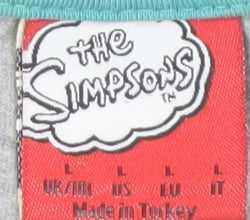 THE
SIMPSONS
TM
L L L L
UK/IRL US EU IT
Made in Turkey